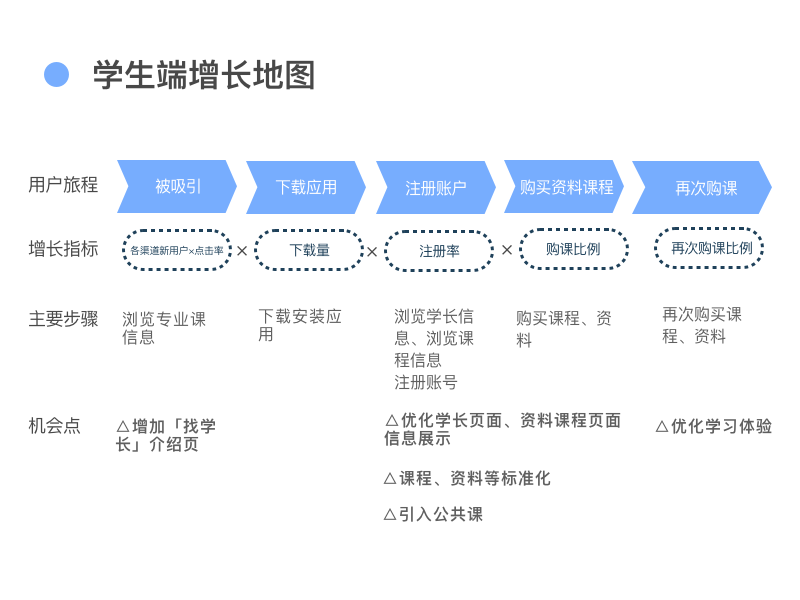 学生端增长地图
用户旅程
被吸引
下载应用
注册账户
购买资料课程
再次购课
增长指标
各渠道新用户×点击率
×
下载量
×
注册率
×
购课比例
再次购课比例
主要步骤
浏览专业课
信息
下载安装应
用
浏览学长信
息、浏览课
程信息
注册账号
购买课程、资
料
再次购买课
程、资料
机会点
△增加「找学
长」介绍页
△优化学长页面、资料课程页面
信息展示
△课程、资料等标准化
△引入公共课
△优化学习体验